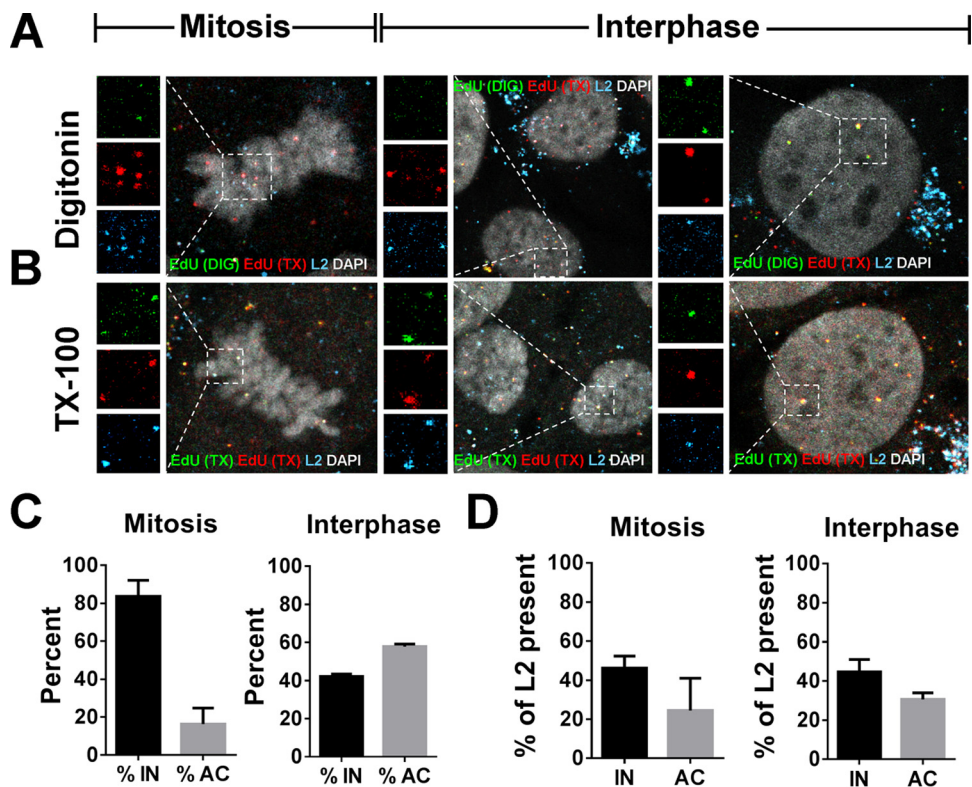 A
Mitosis
Interphase
Digitonin
EdU (DIG) EdU (TX) L2 DAPI
EdU (DIG) EdU (TX) L2 DAPI
EdU (DIG) EdU (TX) L2 DAPI
B
TX-100
EdU (TX) EdU (TX) L2 DAPI
EdU (TX) EdU (TX) L2 DAPI
EdU (TX) EdU (TX) L2 DAPI
C
Mitosis
Percent
100
80
60
40
20
0
% IN % AC
Interphase
Percent
100
80
60
40
20
0
% IN % AC
D
Mitosis
% of L2 present
100
80
60
40
20
0
IN AC
Interphase
% of L2 present
100
80
60
40
20
0
IN AC